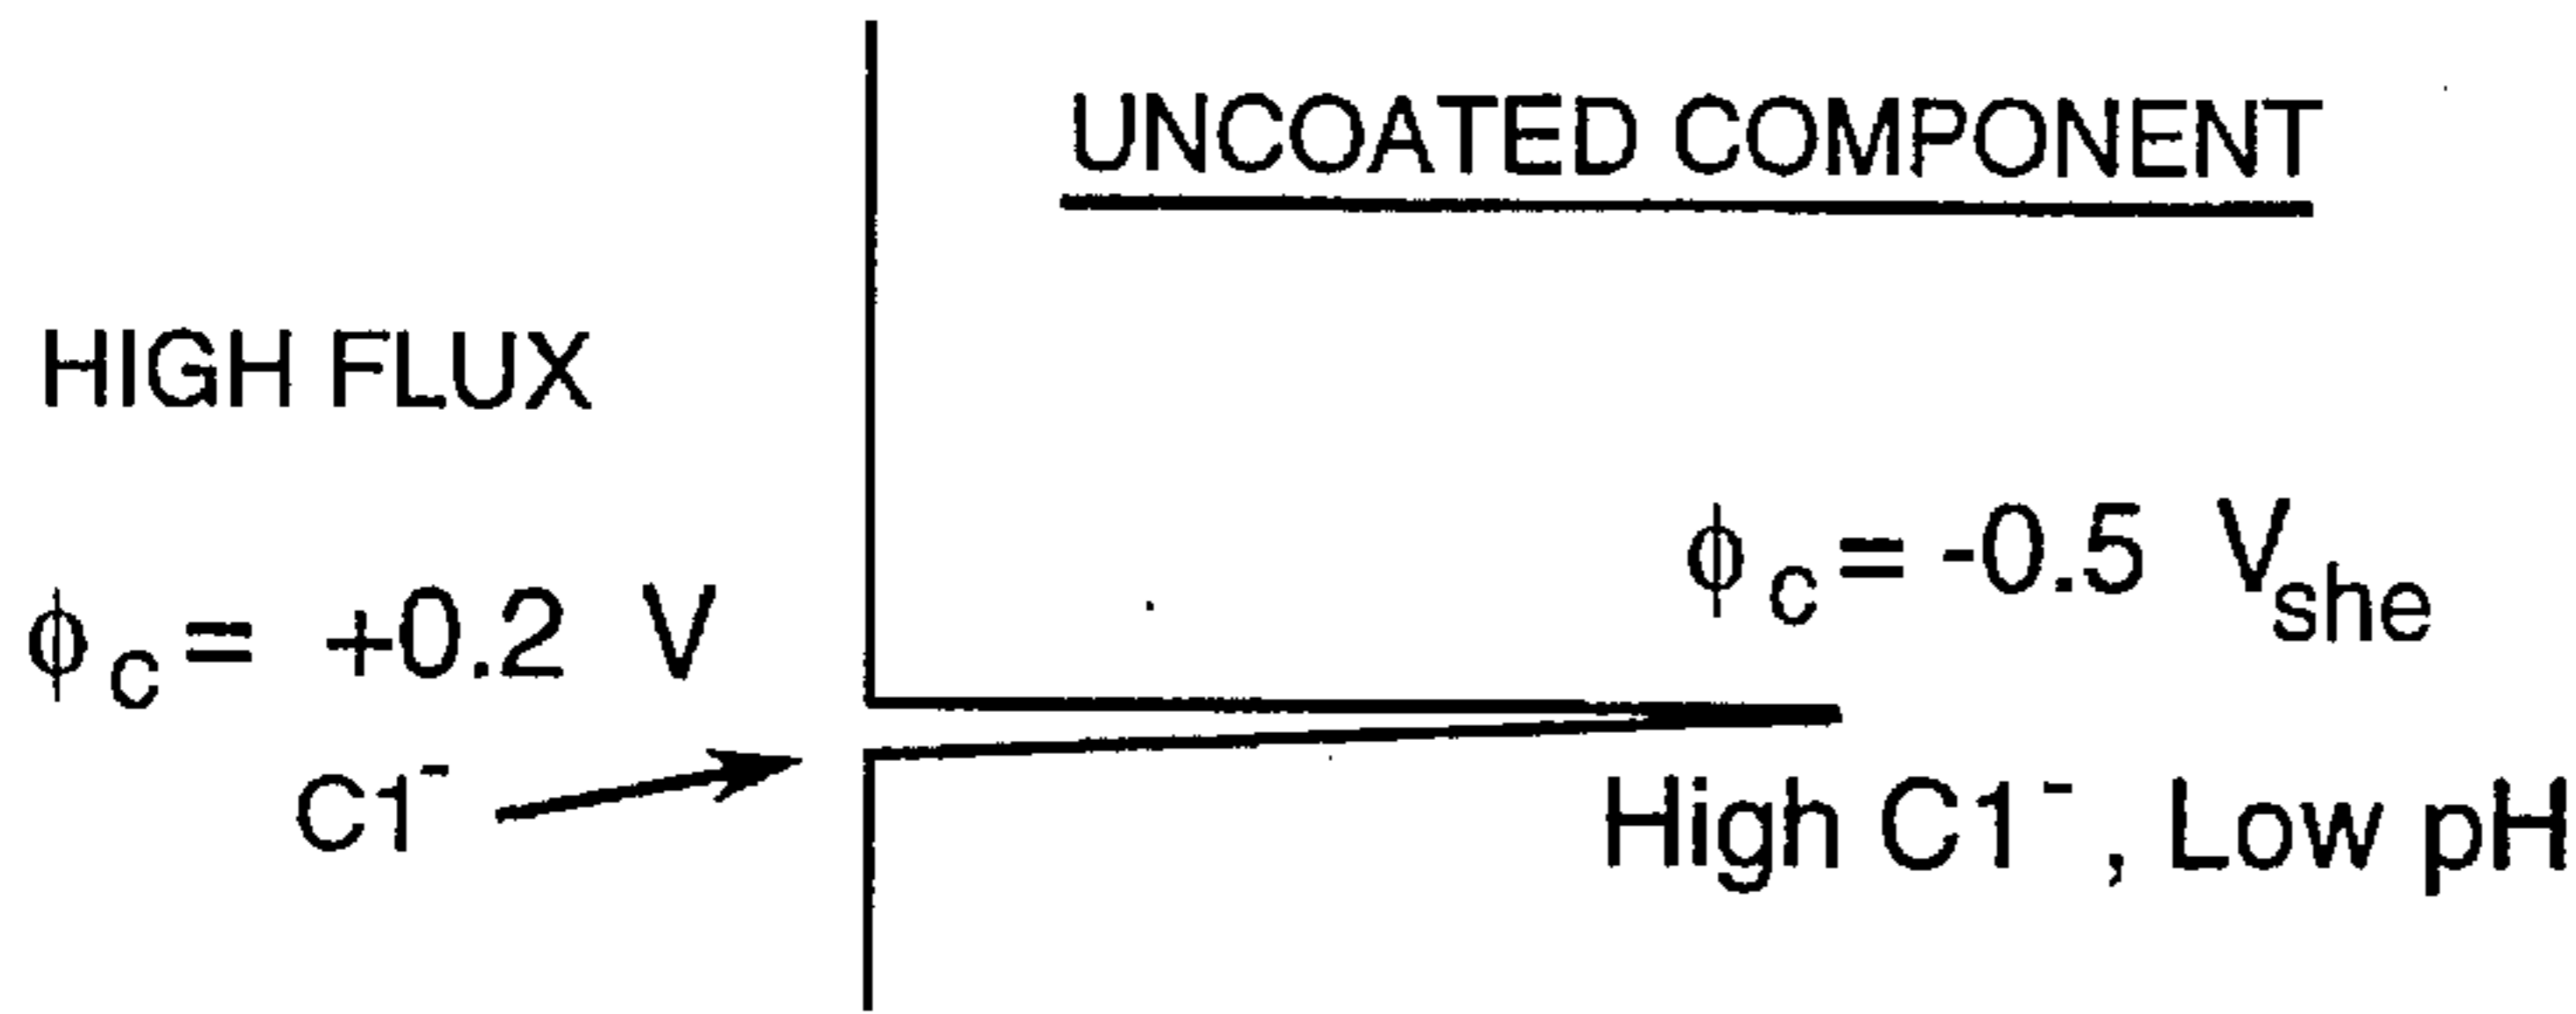 UNCOATED COMPONENT
HIGH FLUX
ϕc = -0.5 Vshe
ϕc = +0.2 V
C1⁻
High C1⁻, Low pH